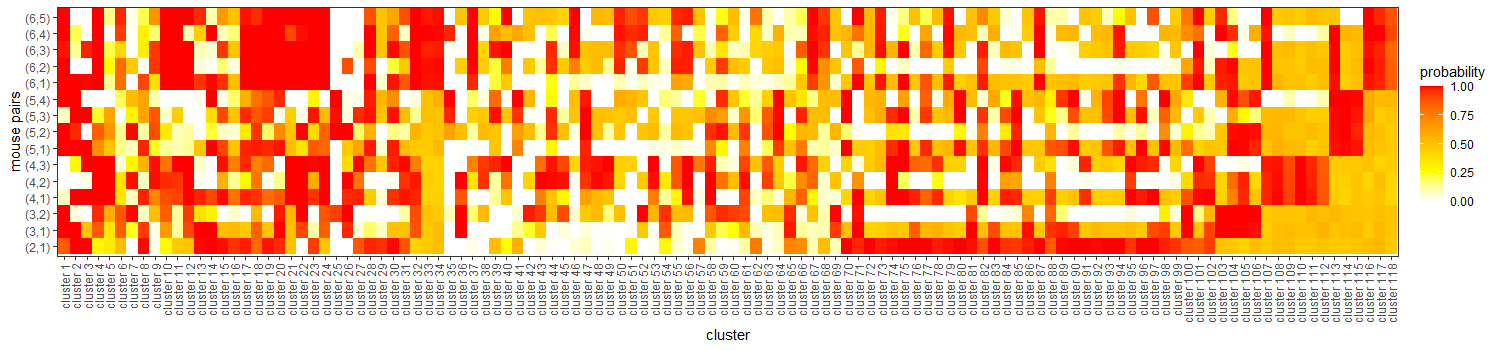 mouse pairs
(6,5)
(6,4)
(6,3)
(6,2)
(6,1)
(5,4)
(5,3)
(5,2)
(5,1)
(4,3)
(4,2)
(4,1)
(3,2)
(3,1)
(2,1)
cluster 1
cluster 2
cluster 3
cluster 4
cluster 5
cluster 6
cluster 7
cluster 8
cluster 9
cluster 10
cluster 11
cluster 12
cluster 13
cluster 14
cluster 15
cluster 16
cluster 17
cluster 18
cluster 19
cluster 20
cluster 21
cluster 22
cluster 23
cluster 24
cluster 25
cluster 26
cluster 27
cluster 28
cluster 29
cluster 30
cluster 31
cluster 32
cluster 33
cluster 34
cluster 35
cluster 36
cluster 37
cluster 38
cluster 39
cluster 40
cluster 41
cluster 42
cluster 43
cluster 44
cluster 45
cluster 46
cluster 47
cluster 48
cluster 49
cluster 50
cluster 51
cluster 52
cluster 53
cluster 54
cluster 55
cluster 56
cluster 57
cluster 58
cluster 59
cluster 60
cluster 61
cluster 62
cluster 63
cluster 64
cluster 65
cluster 66
cluster 67
cluster 68
cluster 69
cluster 70
cluster 71
cluster 72
cluster 73
cluster 74
cluster 75
cluster 76
cluster 77
cluster 78
cluster 79
cluster 80
cluster 81
cluster 82
cluster 83
cluster 84
cluster 85
cluster 86
cluster 87
cluster 88
cluster 89
cluster 90
cluster 91
cluster 92
cluster 93
cluster 94
cluster 95
cluster 96
cluster 97
cluster 98
cluster 99
cluster 100
cluster 101
cluster 102
cluster 103
cluster 104
cluster 105
cluster 106
cluster 107
cluster 108
cluster 109
cluster 110
cluster 111
cluster 112
cluster 113
cluster 114
cluster 115
cluster 116
cluster 117
cluster 118
cluster
probability
1.00
0.75
0.50
0.25
0.00